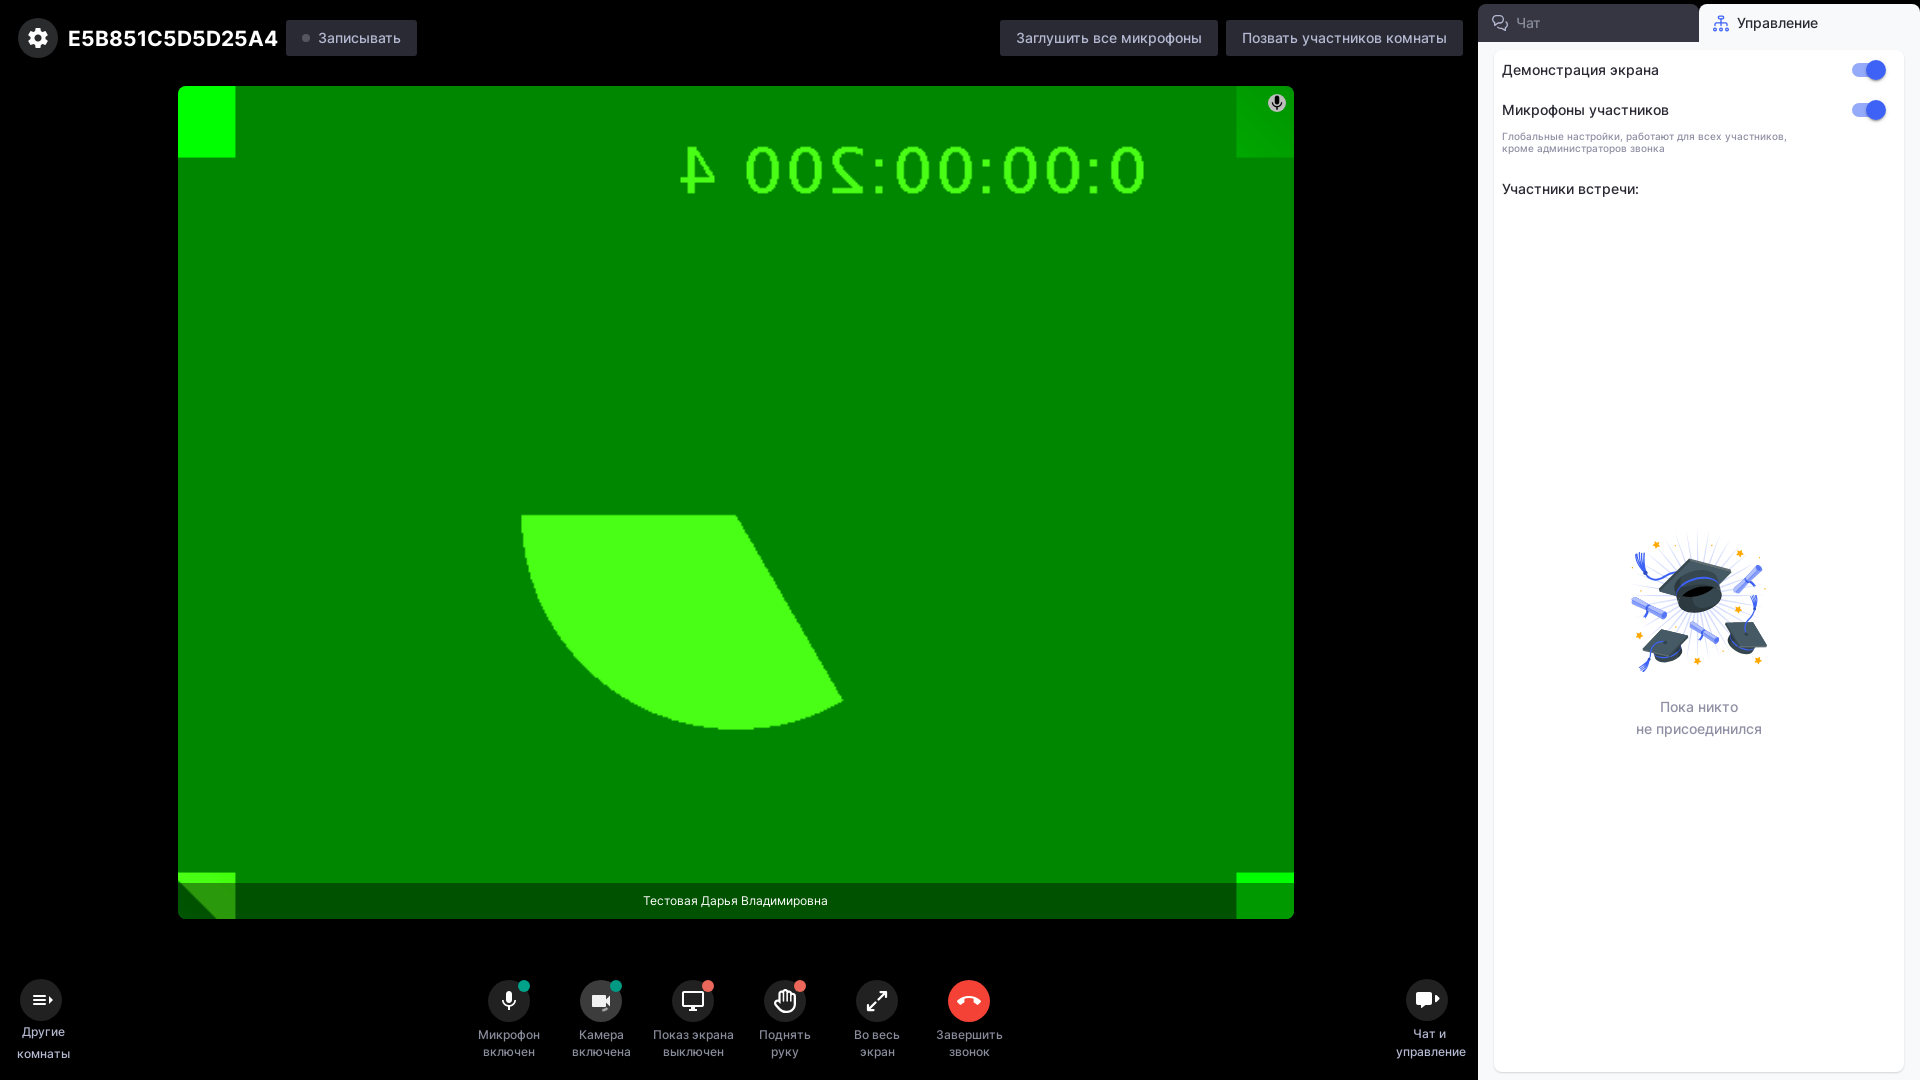 E5B851C5D5D25A4
Записывать
Заглушить все микрофоны
Позвать участников комнаты
Чат
Управление
Демонстрация экрана
Микрофоны участников
Глобальные настройки, работают для всех участников,
кроме администраторов звонка
Участники встречи:
0:00:00:200 4
Пока никто
не присоединился
Тестовая Дарья Владимировна
Другие
комнаты
Микрофон
включен
Камера
включена
Показ экрана
выключен
Поднять
руку
Во весь
экран
Завершить
звонок
Чат и
управление